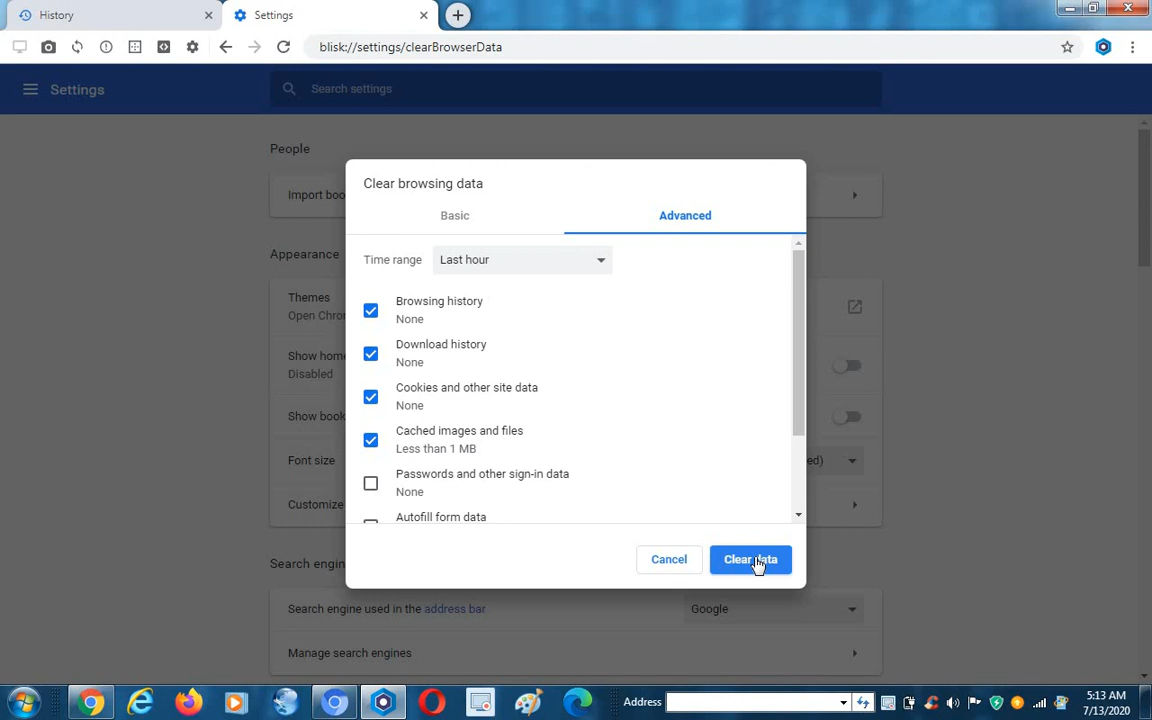 History
Settings
blisk://settings/clearBrowserData
Settings
Search settings
People
Import boo
Appearance
Themes
Open Chron
Show home
Disabled
Show book
Font size
ed)
Customize
Search engin
Search engine used in the address bar
Google
Manage search engines
Clear browsing data
Basic
Advanced
Time range
Last hour
Browsing history
None
Download history
None
Cookies and other site data
None
Cached images and files
Less than 1 MB
Passwords and other sign-in data
None
Autofill form data
Cancel
Clear data
Address
5:13 AM
7/13/2020